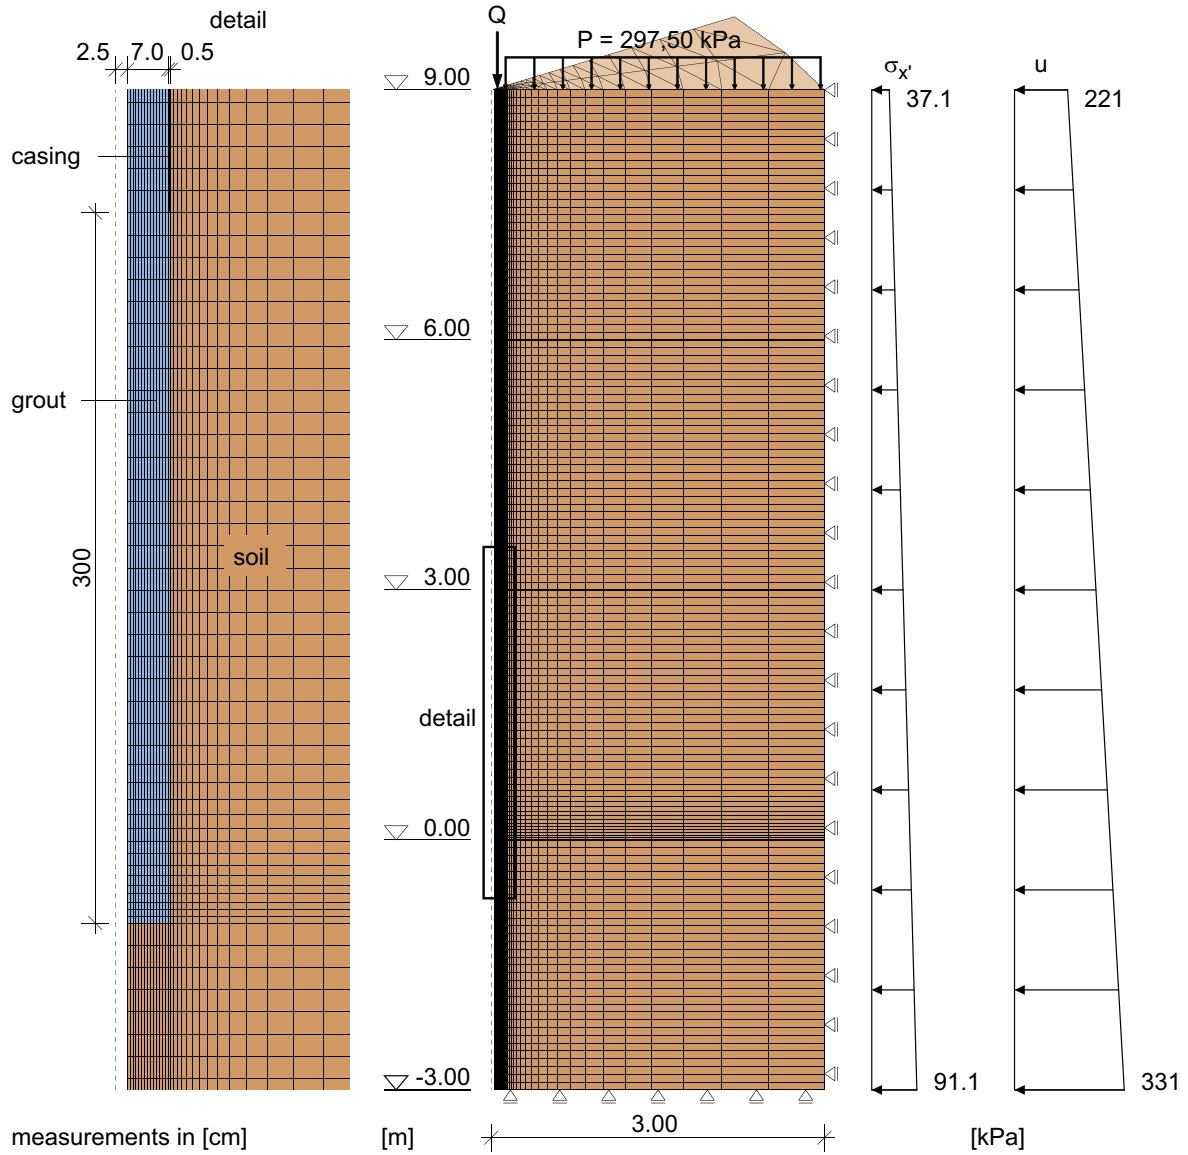 detail
2.5 7.0 0.5
casing
grout
300
soil
measurements in [cm]
9.00
6.00
3.00
0.00
-3.00
[m]
Q
P = 297,50 kPa
detail
3.00
σx'
37.1
91.1
u
221
331
[kPa]